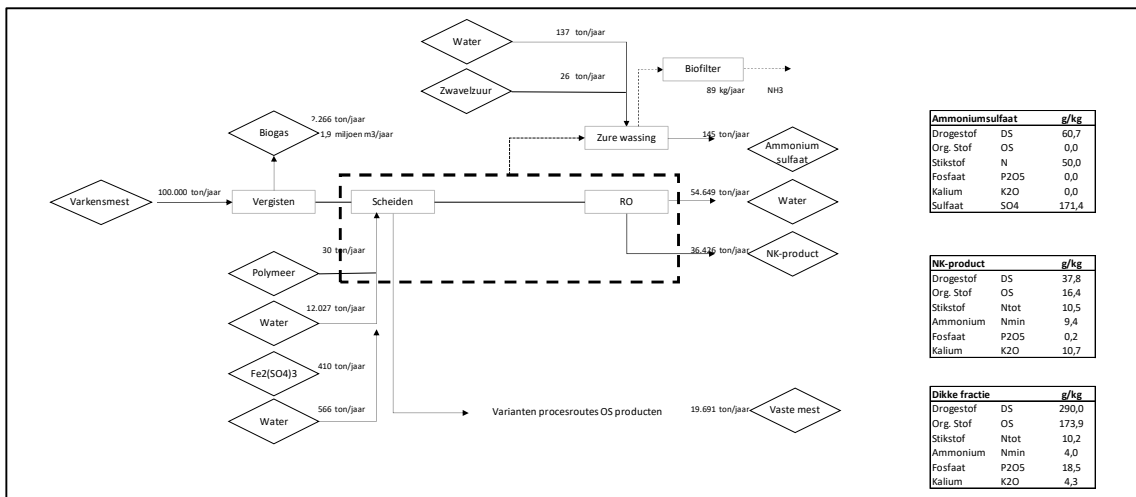 Water
137 ton/jaar
Biofilter
Zwavelzuur
26 ton/jaar
89 kg/jaar NH3
2.266 ton/jaar
Biogas
1,9 miljoen m3/jaar
Zure wassing
145 ton/jaar
Ammonium
sulfaat
Varkensmest
100.000 ton/jaar
Vergisten
Scheiden
RO
54.649 ton/jaar
Water
30 ton/jaar
36.426 ton/jaar
NK-product
Polymeer
12.027 ton/jaar
Water
Fe2(SO4)3
410 ton/jaar
Water
566 ton/jaar
Varianten procesroutes OS producten
19.691 ton/jaar
Vaste mest
Ammoniumsulfaat g/kg
Drogestof DS 60,7
Org. Stof OS 0,0
Stikstof N 50,0
Fosfaat P2O5 0,0
Kalium K2O 0,0
Sulfaat SO4 171,4
NK-product g/kg
Drogestof DS 37,8
Org. Stof OS 16,4
Stikstof Ntot 10,5
Ammonium Nmin 9,4
Fosfaat P2O5 0,2
Kalium K2O 10,7
Dikke fractie g/kg
Drogestof DS 290,0
Org. Stof OS 173,9
Stikstof Ntot 10,2
Ammonium Nmin 4,0
Fosfaat P2O5 18,5
Kalium K2O 4,3